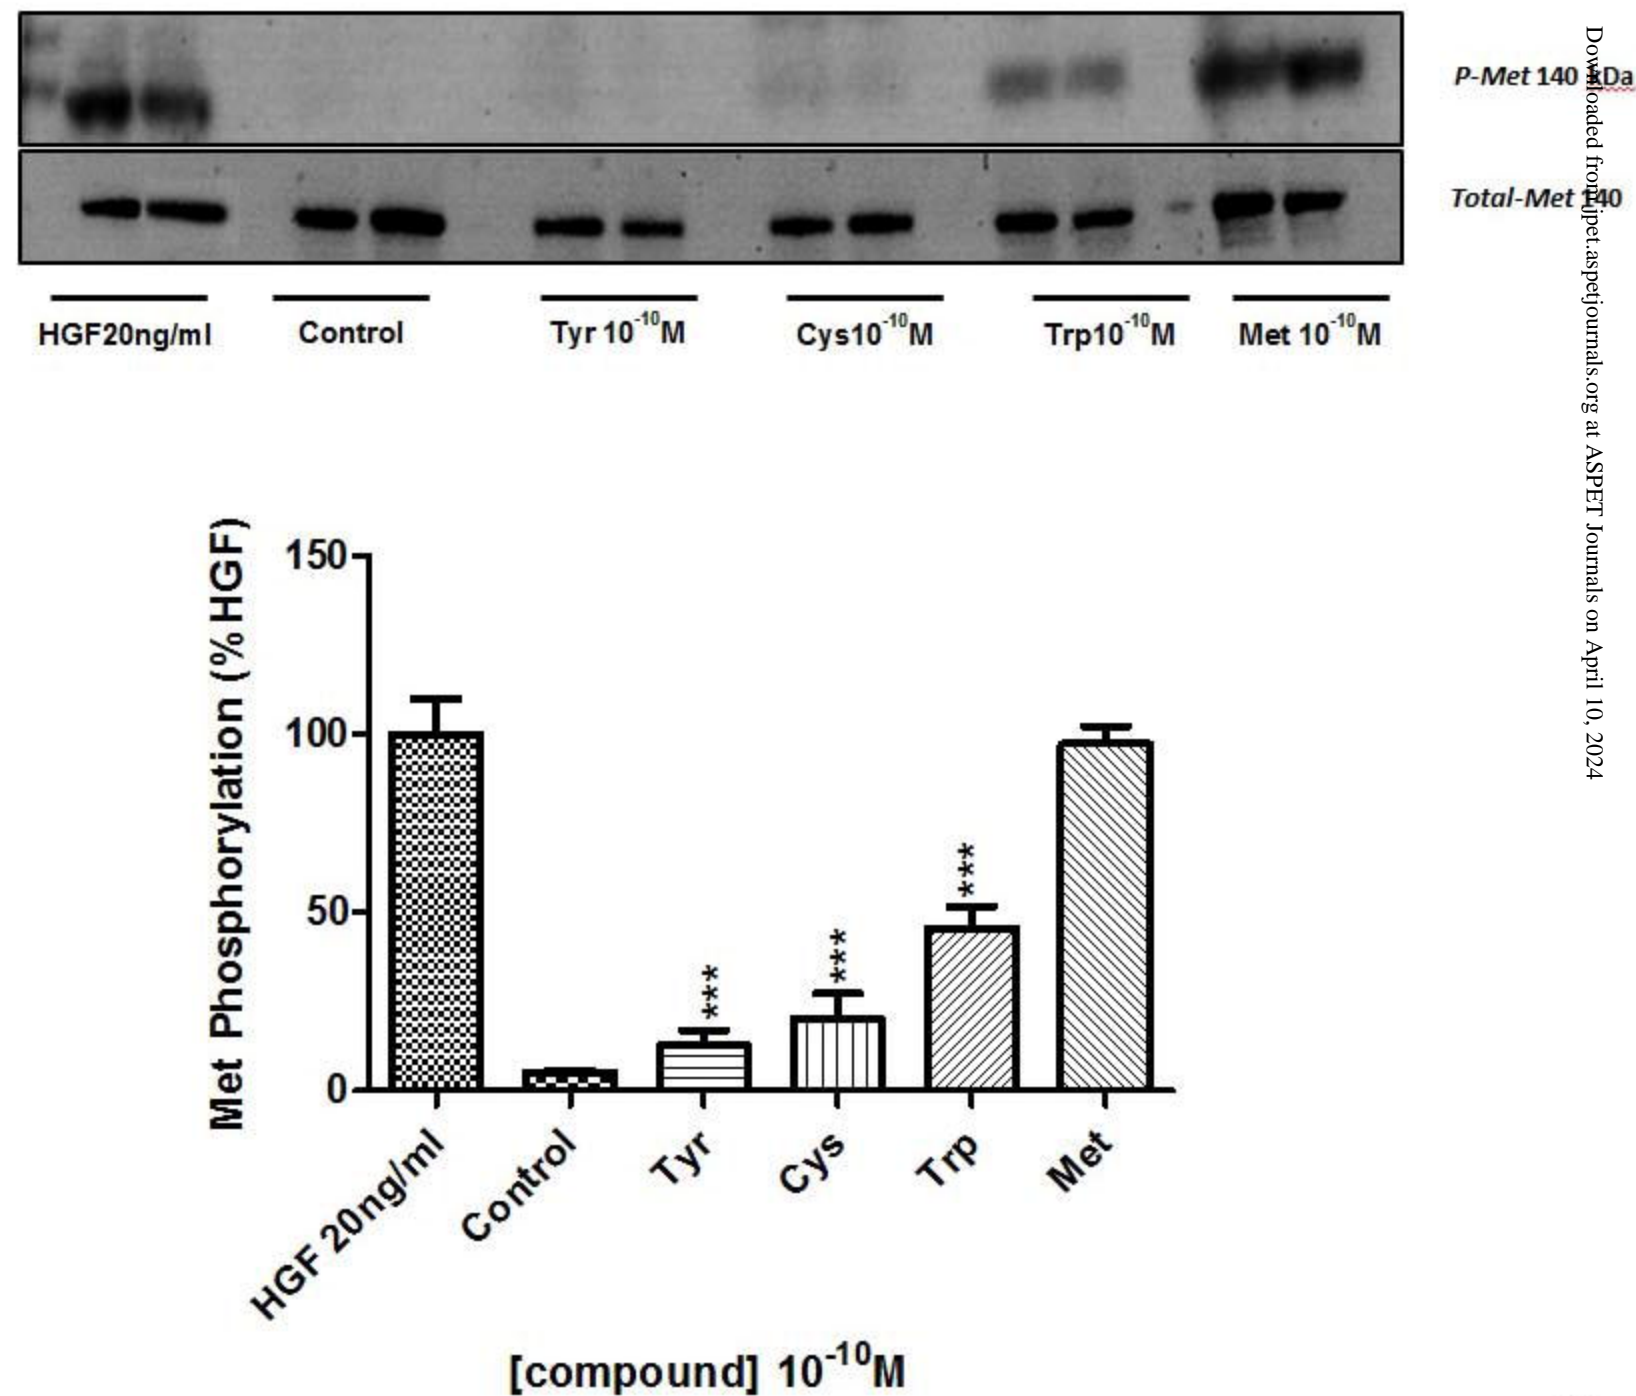 P-Met 140 kDa
Total-Met 140
HGF20ng/ml Control Tyr 10⁻¹⁰M Cys10⁻¹⁰M Trp10⁻¹⁰M Met 10⁻¹⁰M
Downloaded from jpet.aspetjournals.org at ASPET Journals on April 10, 2024
Met Phosphorylation (%HGF)
150
100
50
0
***
***
***
HGF 20ng/ml Control Tyr Cys Trp Met
[compound] 10⁻¹⁰M